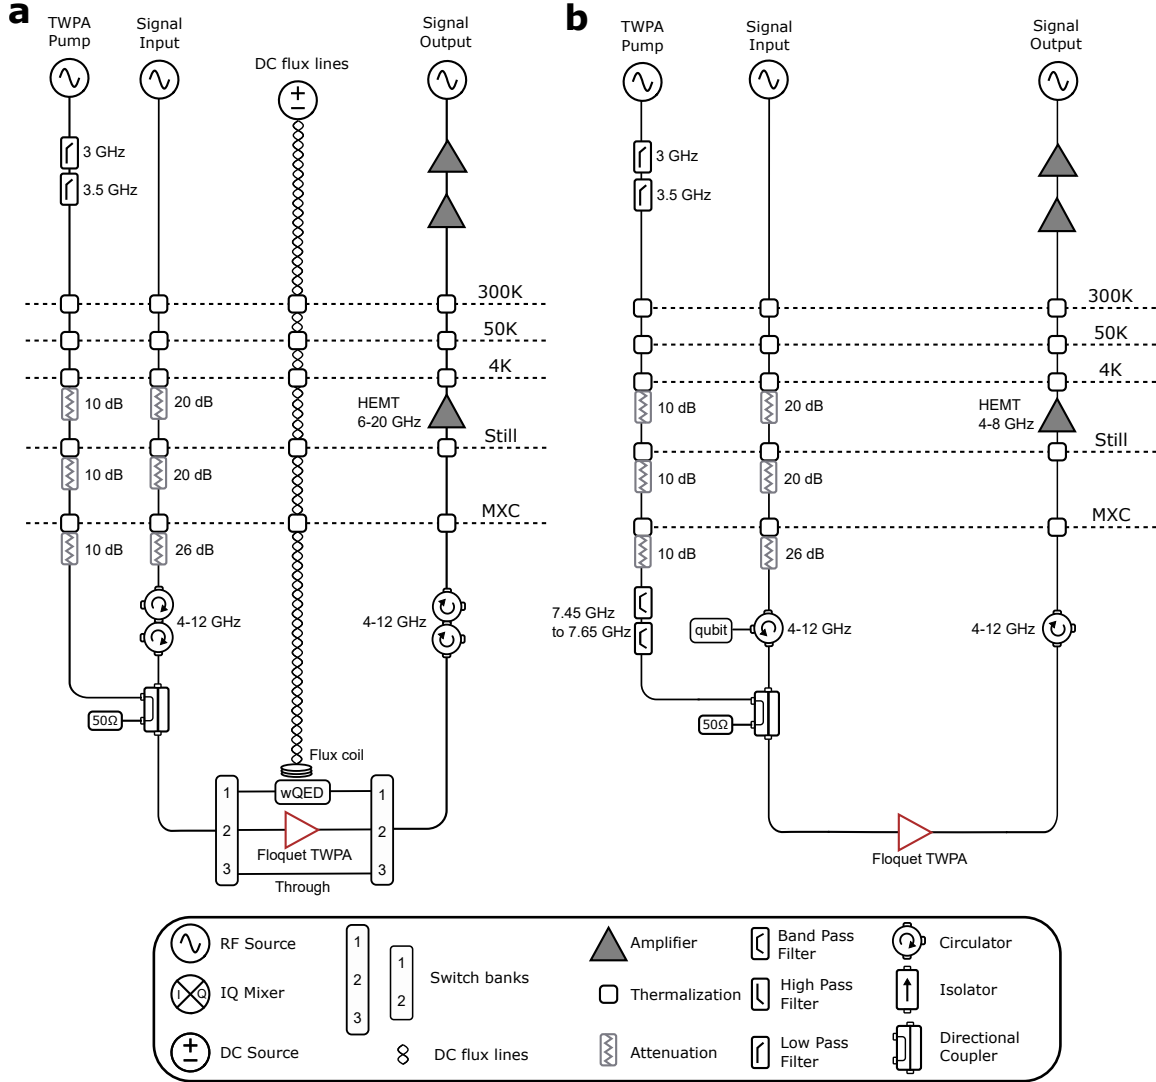 a
TWPA
Pump
Signal
Input
DC flux lines
Signal
Output
3 GHz
3.5 GHz
300K
50K
4K
10 dB
20 dB
HEMT
6-20 GHz
Still
10 dB
20 dB
MXC
10 dB
26 dB
4-12 GHz
4-12 GHz
50Ω
Flux coil
1
wQED
1
2
2
Floquet TWPA
3
3
Through
b
TWPA
Pump
Signal
Input
Signal
Output
3 GHz
3.5 GHz
300K
50K
4K
10 dB
20 dB
HEMT
4-8 GHz
Still
10 dB
20 dB
MXC
10 dB
26 dB
7.45 GHz
to 7.65 GHz
qubit
4-12 GHz
4-12 GHz
50Ω
Floquet TWPA
RF Source
I
Q
IQ Mixer
DC Source
1
2
3
1
2
Switch banks
DC flux lines
Amplifier
Thermalization
Attenuation
Band Pass
Filter
High Pass
Filter
Low Pass
Filter
Circulator
Isolator
Directional
Coupler